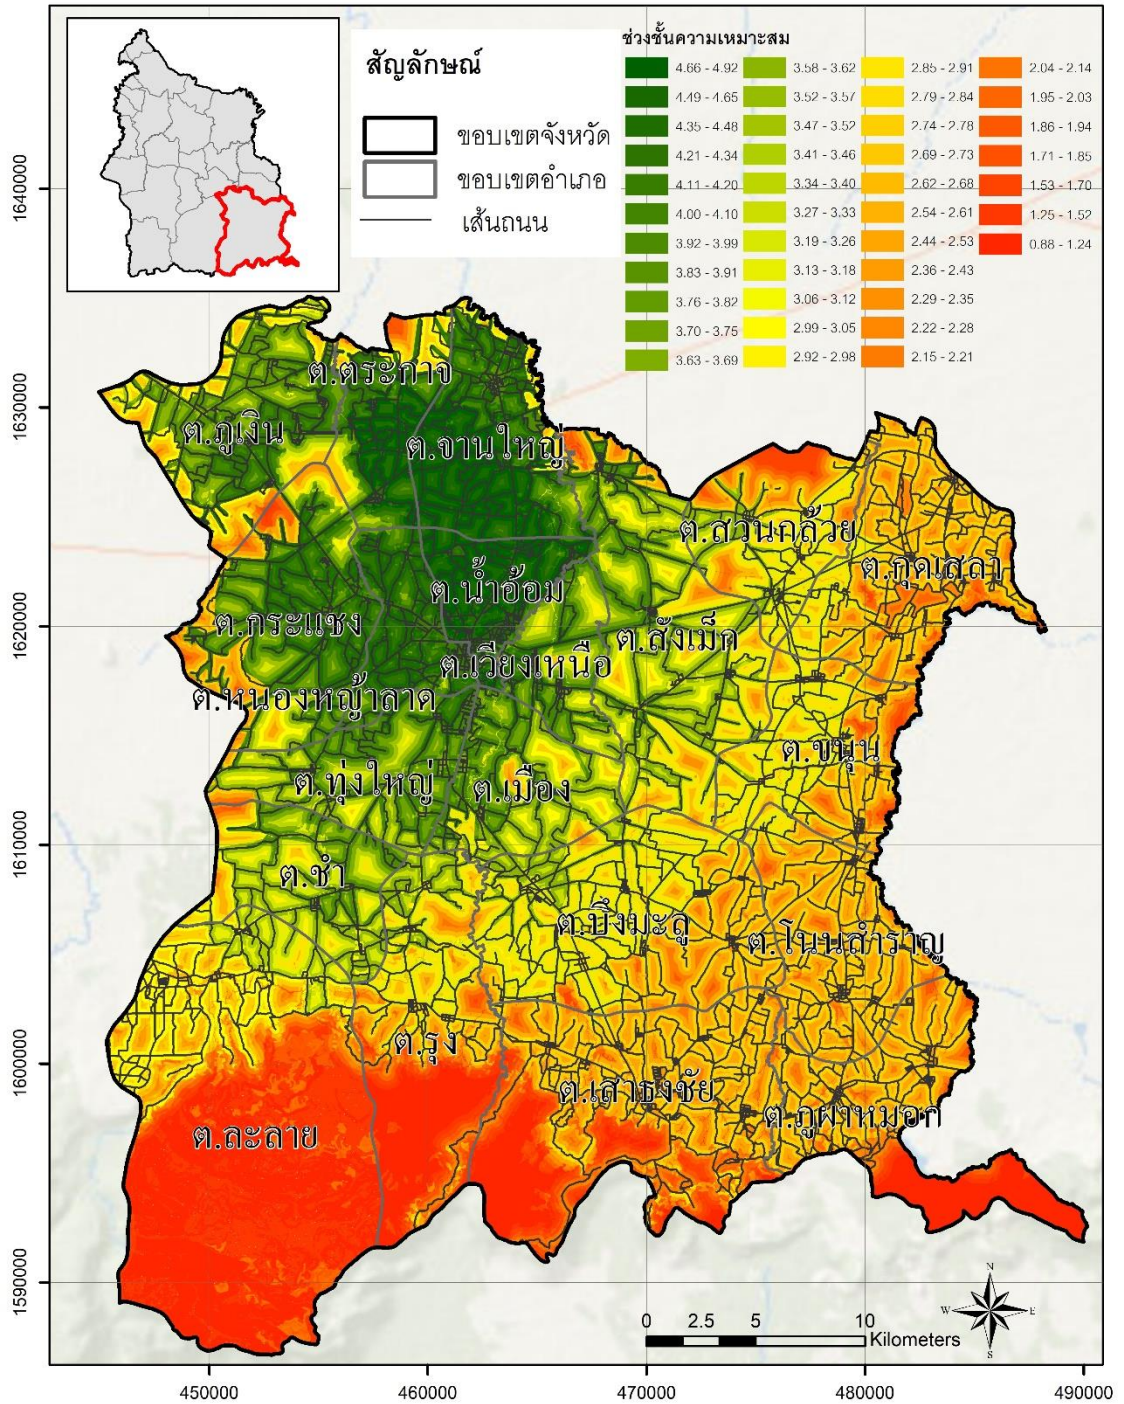 สัญลักษณ์
ขอบเขตจังหวัด
ขอบเขตอำเภอ
เส้นถนน
ช่วงชั้นความเหมาะสม
4.66 - 4.92
4.49 - 4.65
4.35 - 4.48
4.21 - 4.34
4.11 - 4.20
4.00 - 4.10
3.92 - 3.99
3.83 - 3.91
3.76 - 3.82
3.70 - 3.75
3.63 - 3.69
3.58 - 3.62
3.52 - 3.57
3.47 - 3.52
3.41 - 3.46
3.34 - 3.40
3.27 - 3.33
3.19 - 3.26
3.13 - 3.18
3.06 - 3.12
2.99 - 3.05
2.92 - 2.98
2.85 - 2.91
2.79 - 2.84
2.74 - 2.78
2.69 - 2.73
2.62 - 2.68
2.54 - 2.61
2.44 - 2.53
2.36 - 2.43
2.29 - 2.35
2.22 - 2.28
2.15 - 2.21
2.04 - 2.14
1.95 - 2.03
1.86 - 1.94
1.71 - 1.85
1.53 - 1.70
1.25 - 1.52
0.88 - 1.24
ต.ตระกาจ
ต.ภูเงิน
ต.จานใหญ่
ต.สวนกล้วย
ต.กุดเสลา
ต.น้ำอ้อม
ต.กระแชง
ต.สังเม็ก
ต.เวียงเหนือ
ต.หนองหญ้าลาด
ต.ขนุน
ต.ทุ่งใหญ่
ต.เมือง
ต.ชำ
ต.บึงมะลู
ต.โนนสำราญ
ต.รุง
ต.เสาธงชัย
ต.ภูผาหมอก
ต.ละลาย
1640000
1630000
1620000
1610000
1600000
1590000
N
W
E
S
0 2.5 5 10
Kilometers
450000 460000 470000 480000 490000